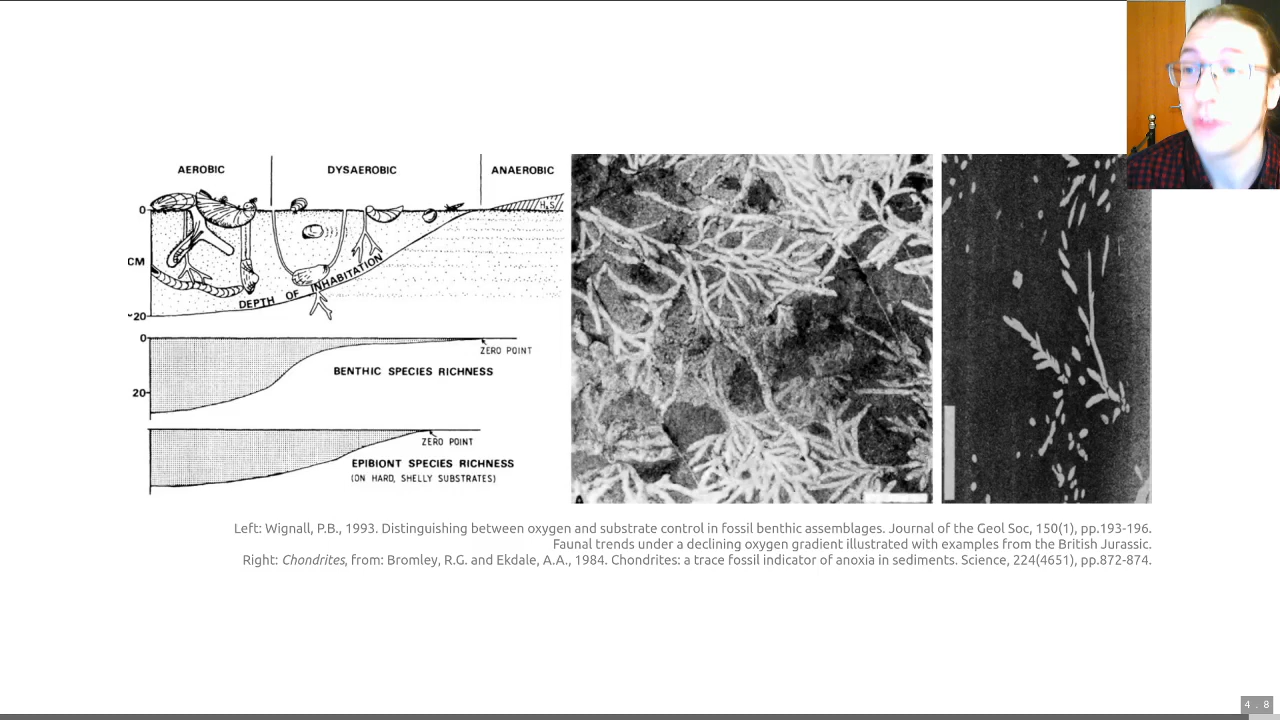 AEROBIC
DYSAEROBIC
ANAEROBIC
0
H₂S
CM
DEPTH OF INHABITATION
~20
0
ZERO POINT
BENTHIC SPECIES RICHNESS
20
ZERO POINT
EPIBIONT SPECIES RICHNESS
(ON HARD, SHELLY SUBSTRATES)
A
Left: Wignall, P.B., 1993. Distinguishing between oxygen and substrate control in fossil benthic assemblages. Journal of the Geol Soc, 150(1), pp.193-196.
Faunal trends under a declining oxygen gradient illustrated with examples from the British Jurassic.
Right: Chondrites, from: Bromley, R.G. and Ekdale, A.A., 1984. Chondrites: a trace fossil indicator of anoxia in sediments. Science, 224(4651), pp.872-874.
4 . 8